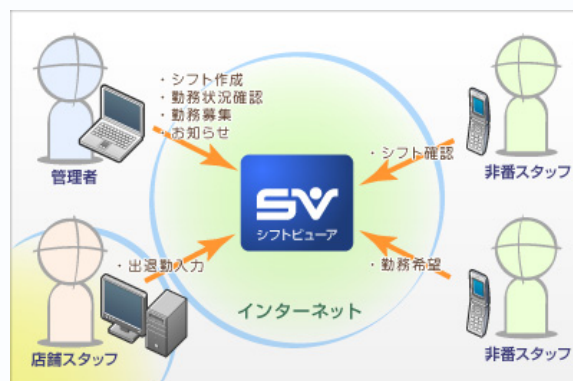 ・シフト作成
・勤務状況確認
・勤務募集
・お知らせ
管理者
・シフト確認
非番スタッフ
SV
シフトビューア
・出退勤入力
店舗スタッフ
インターネット
・勤務希望
非番スタッフ